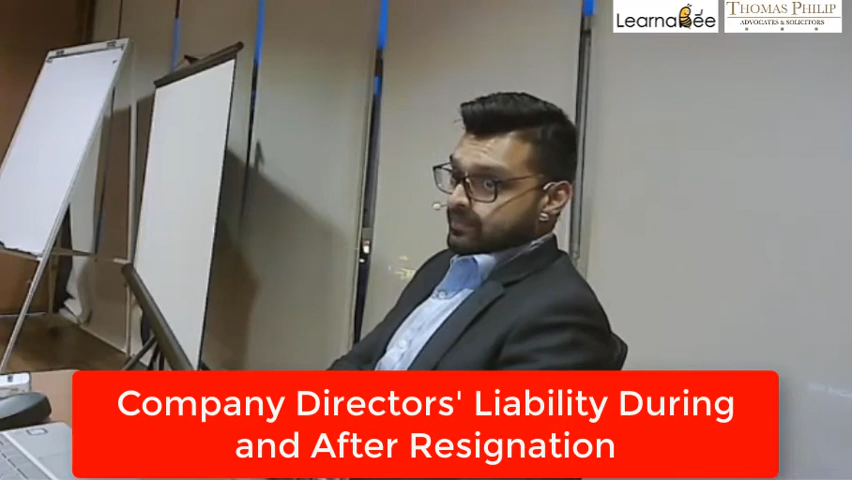 LearnaBee
THOMAS PHILIP
ADVOCATES & SOLICITORS
Company Directors' Liability During
and After Resignation